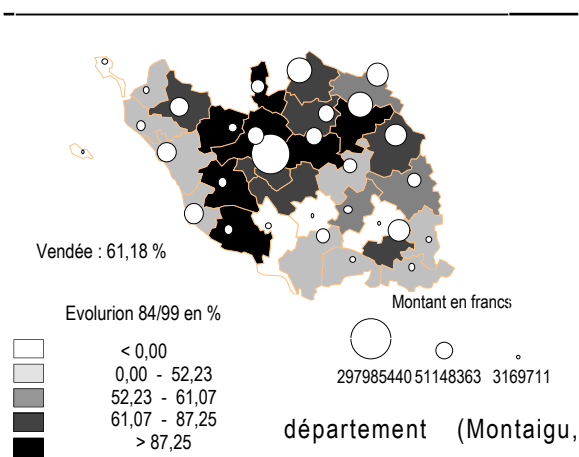 Vendée : 61,18 %
Montant en francs
Evolurion 84/99 en %
< 0,00
0,00 - 52,23
52,23 - 61,07
61,07 - 87,25
> 87,25
297985440 51148363 3169711
département (Montaigu,